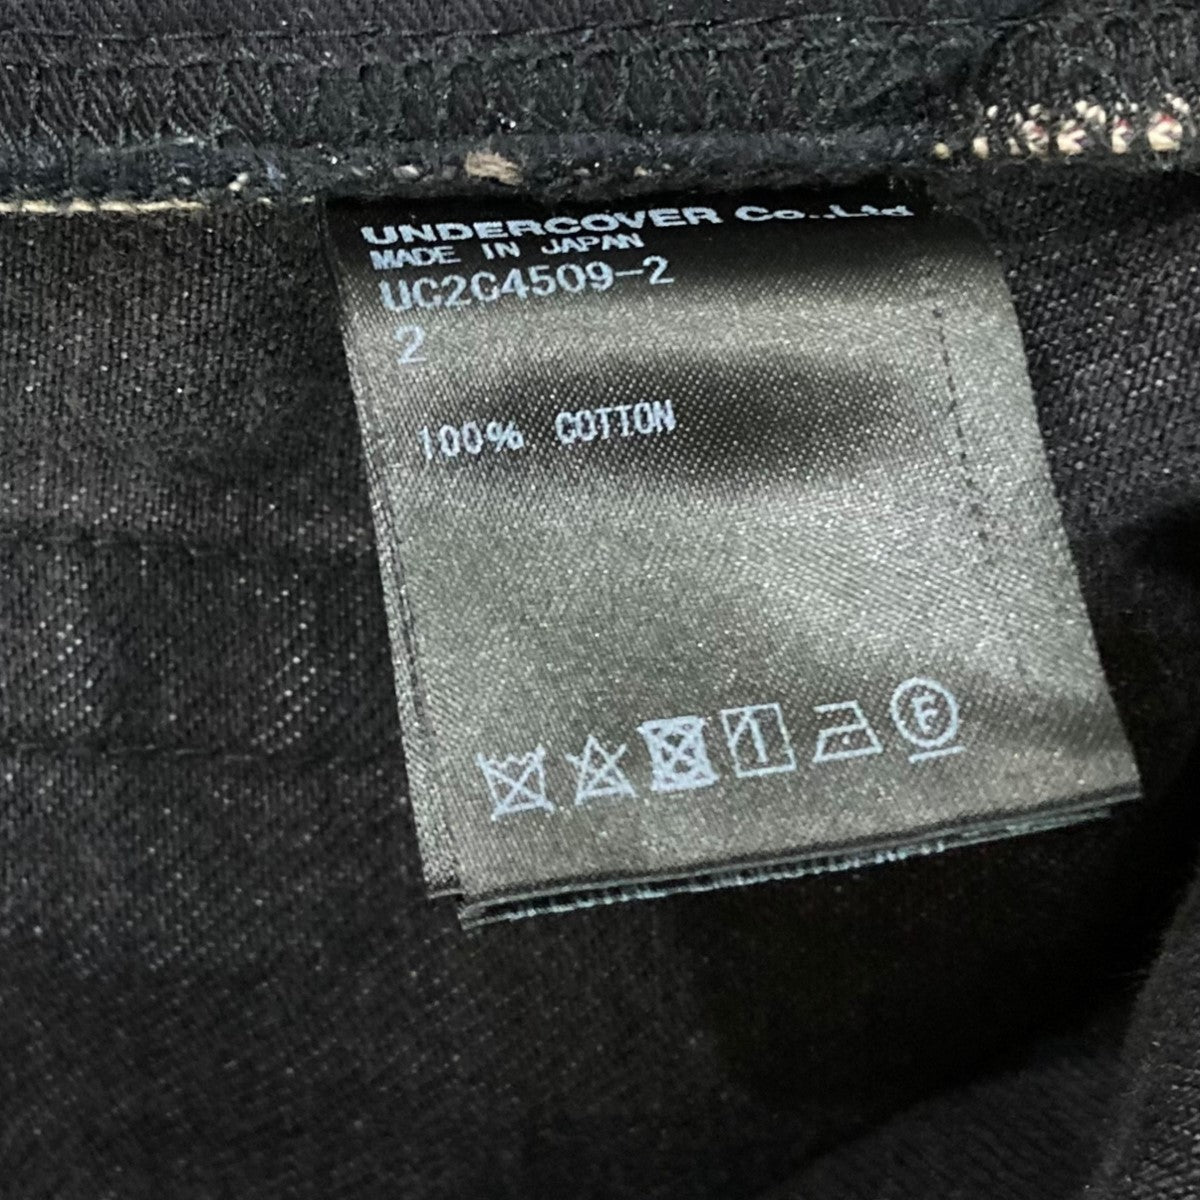 UNDERCOVER Co.,Ltd
MADE IN JAPAN
UC2C4509-2
2
100% COTTON
F